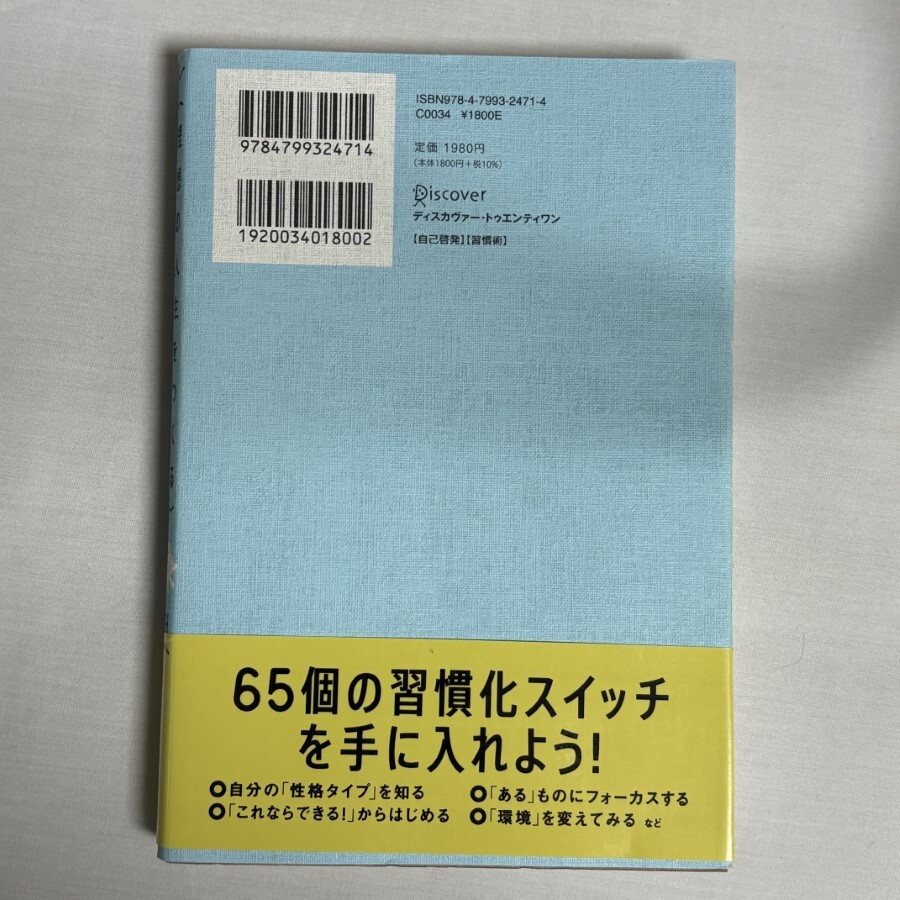 9784799324714
1920034018002
ISBN978-4-7993-2471-4
C0034 ¥1800E
定価 1980円
(本体1800円+税10%)
Discover
ディスカヴァー・トゥエンティワン
【自己啓発】【習慣術】
65個の習慣化スイッチ
を手に入れよう!
自分の「性格タイプ」を知る
「これならできる!」からはじめる
「ある」ものにフォーカスする
「環境」を変えてみる など